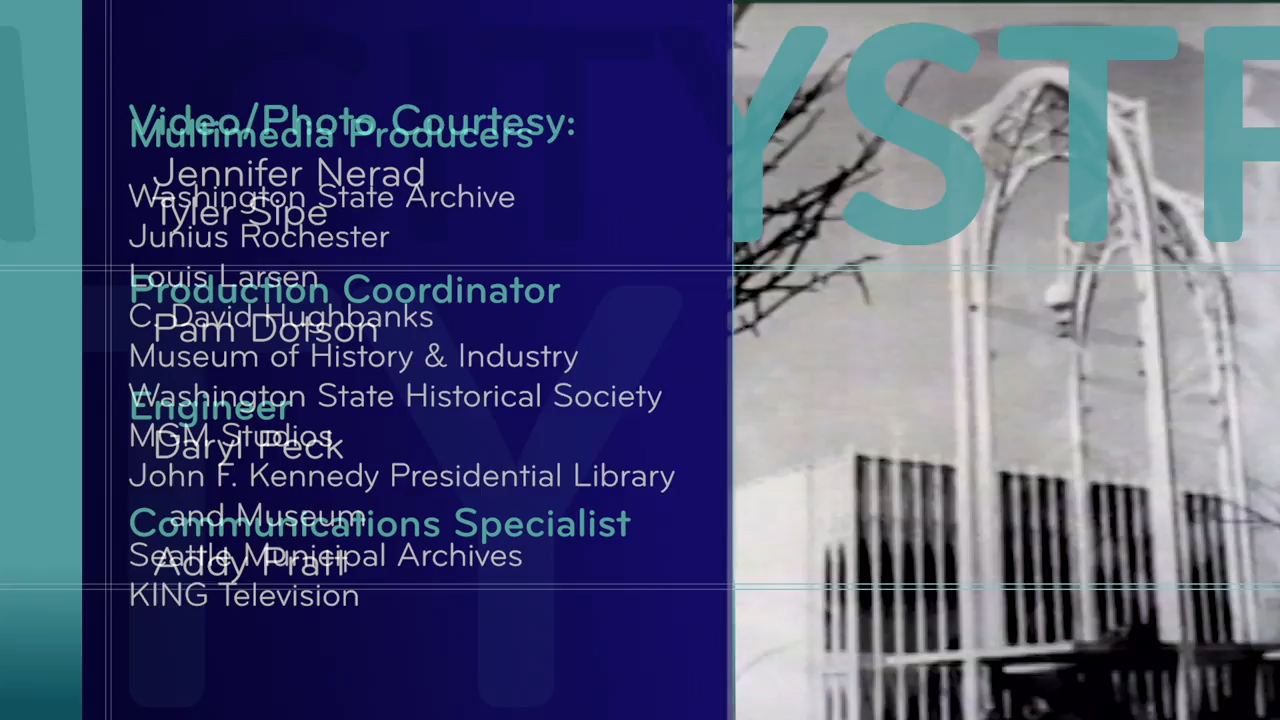 YSTR
Video/Photo Courtesy:
Washington State Archive
Junius Rochester
Louis Larsen
C. David Hughbanks
Museum of History & Industry
Washington State Historical Society
MGM Studios
John F. Kennedy Presidential Library
and Museum
Seattle Municipal Archives
KING Television
Multimedia Producers
Jennifer Nerad
Tyler Sipe
Production Coordinator
Pam Dotson
Engineer
Daryl Peck
Communications Specialist
Addy Pratt